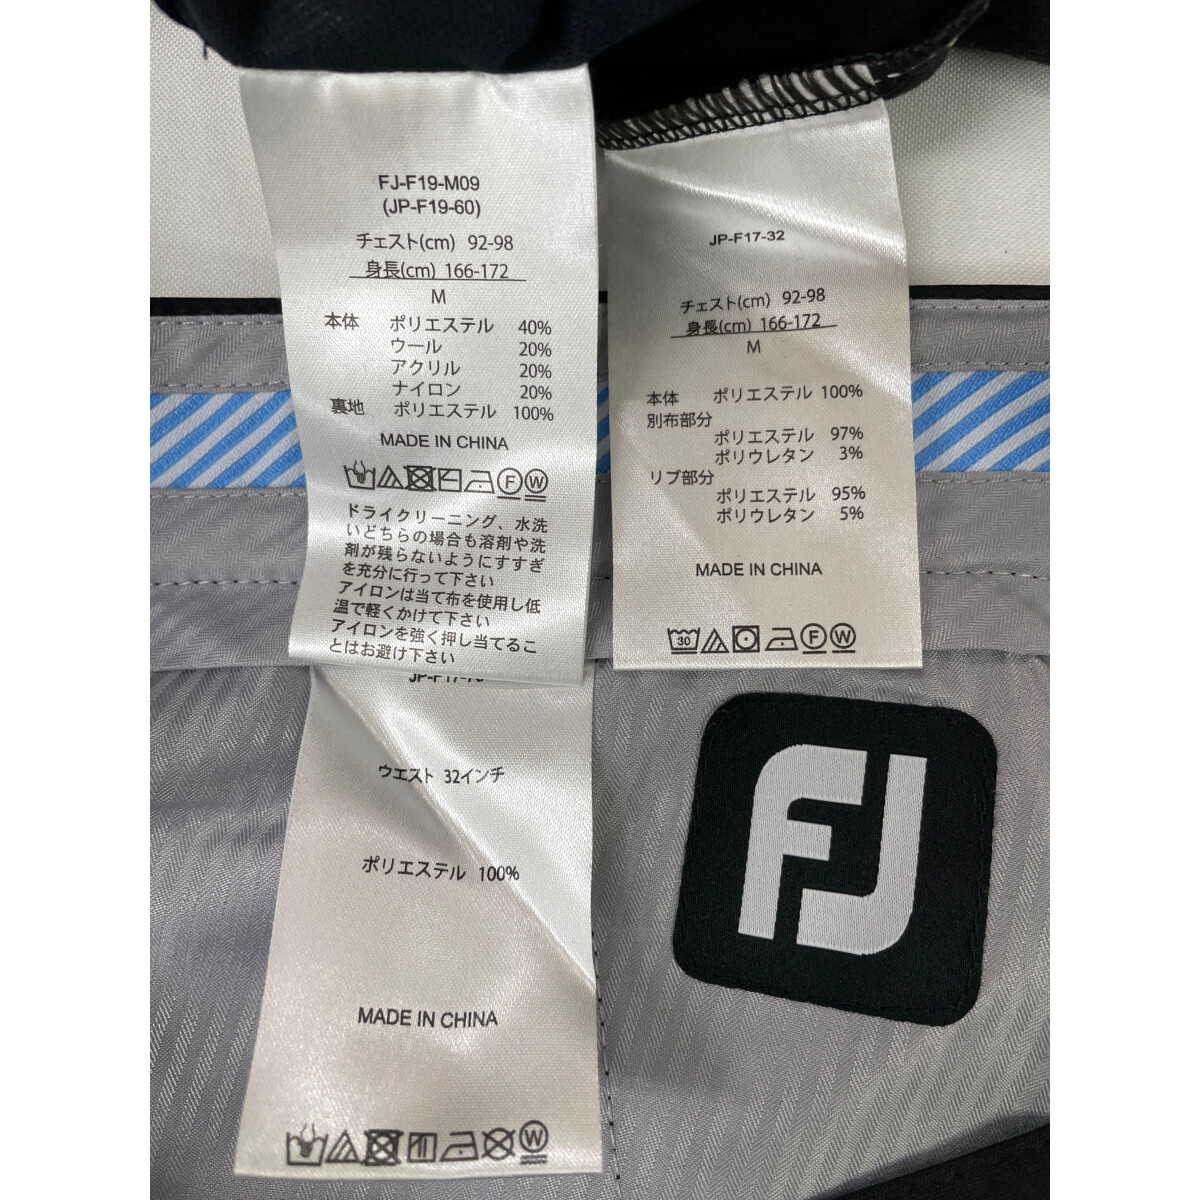 FJ-F19-M09
(JP-F19-60)
チェスト(cm) 92-98
身長(cm) 166-172
M
本体 ポリエステル 40%
ウール 20%
アクリル 20%
ナイロン 20%
裏地 ポリエステル 100%
MADE IN CHINA
F W
ドライクリーニング、水洗
いどちらの場合も溶剤や洗
剤が残らないようにすすぎ
を充分に行って下さい
アイロンは当て布を使用し低
温で軽くかけて下さい
アイロンを強く押し当てるこ
とはお避け下さい
JP-F17-32
チェスト(cm) 92-98
身長(cm) 166-172
M
本体 ポリエステル 100%
別布部分
ポリエステル 97%
ポリウレタン 3%
リブ部分
ポリエステル 95%
ポリウレタン 5%
MADE IN CHINA
30 F W
ウエスト 32インチ
ポリエステル 100%
MADE IN CHINA
W
FJ